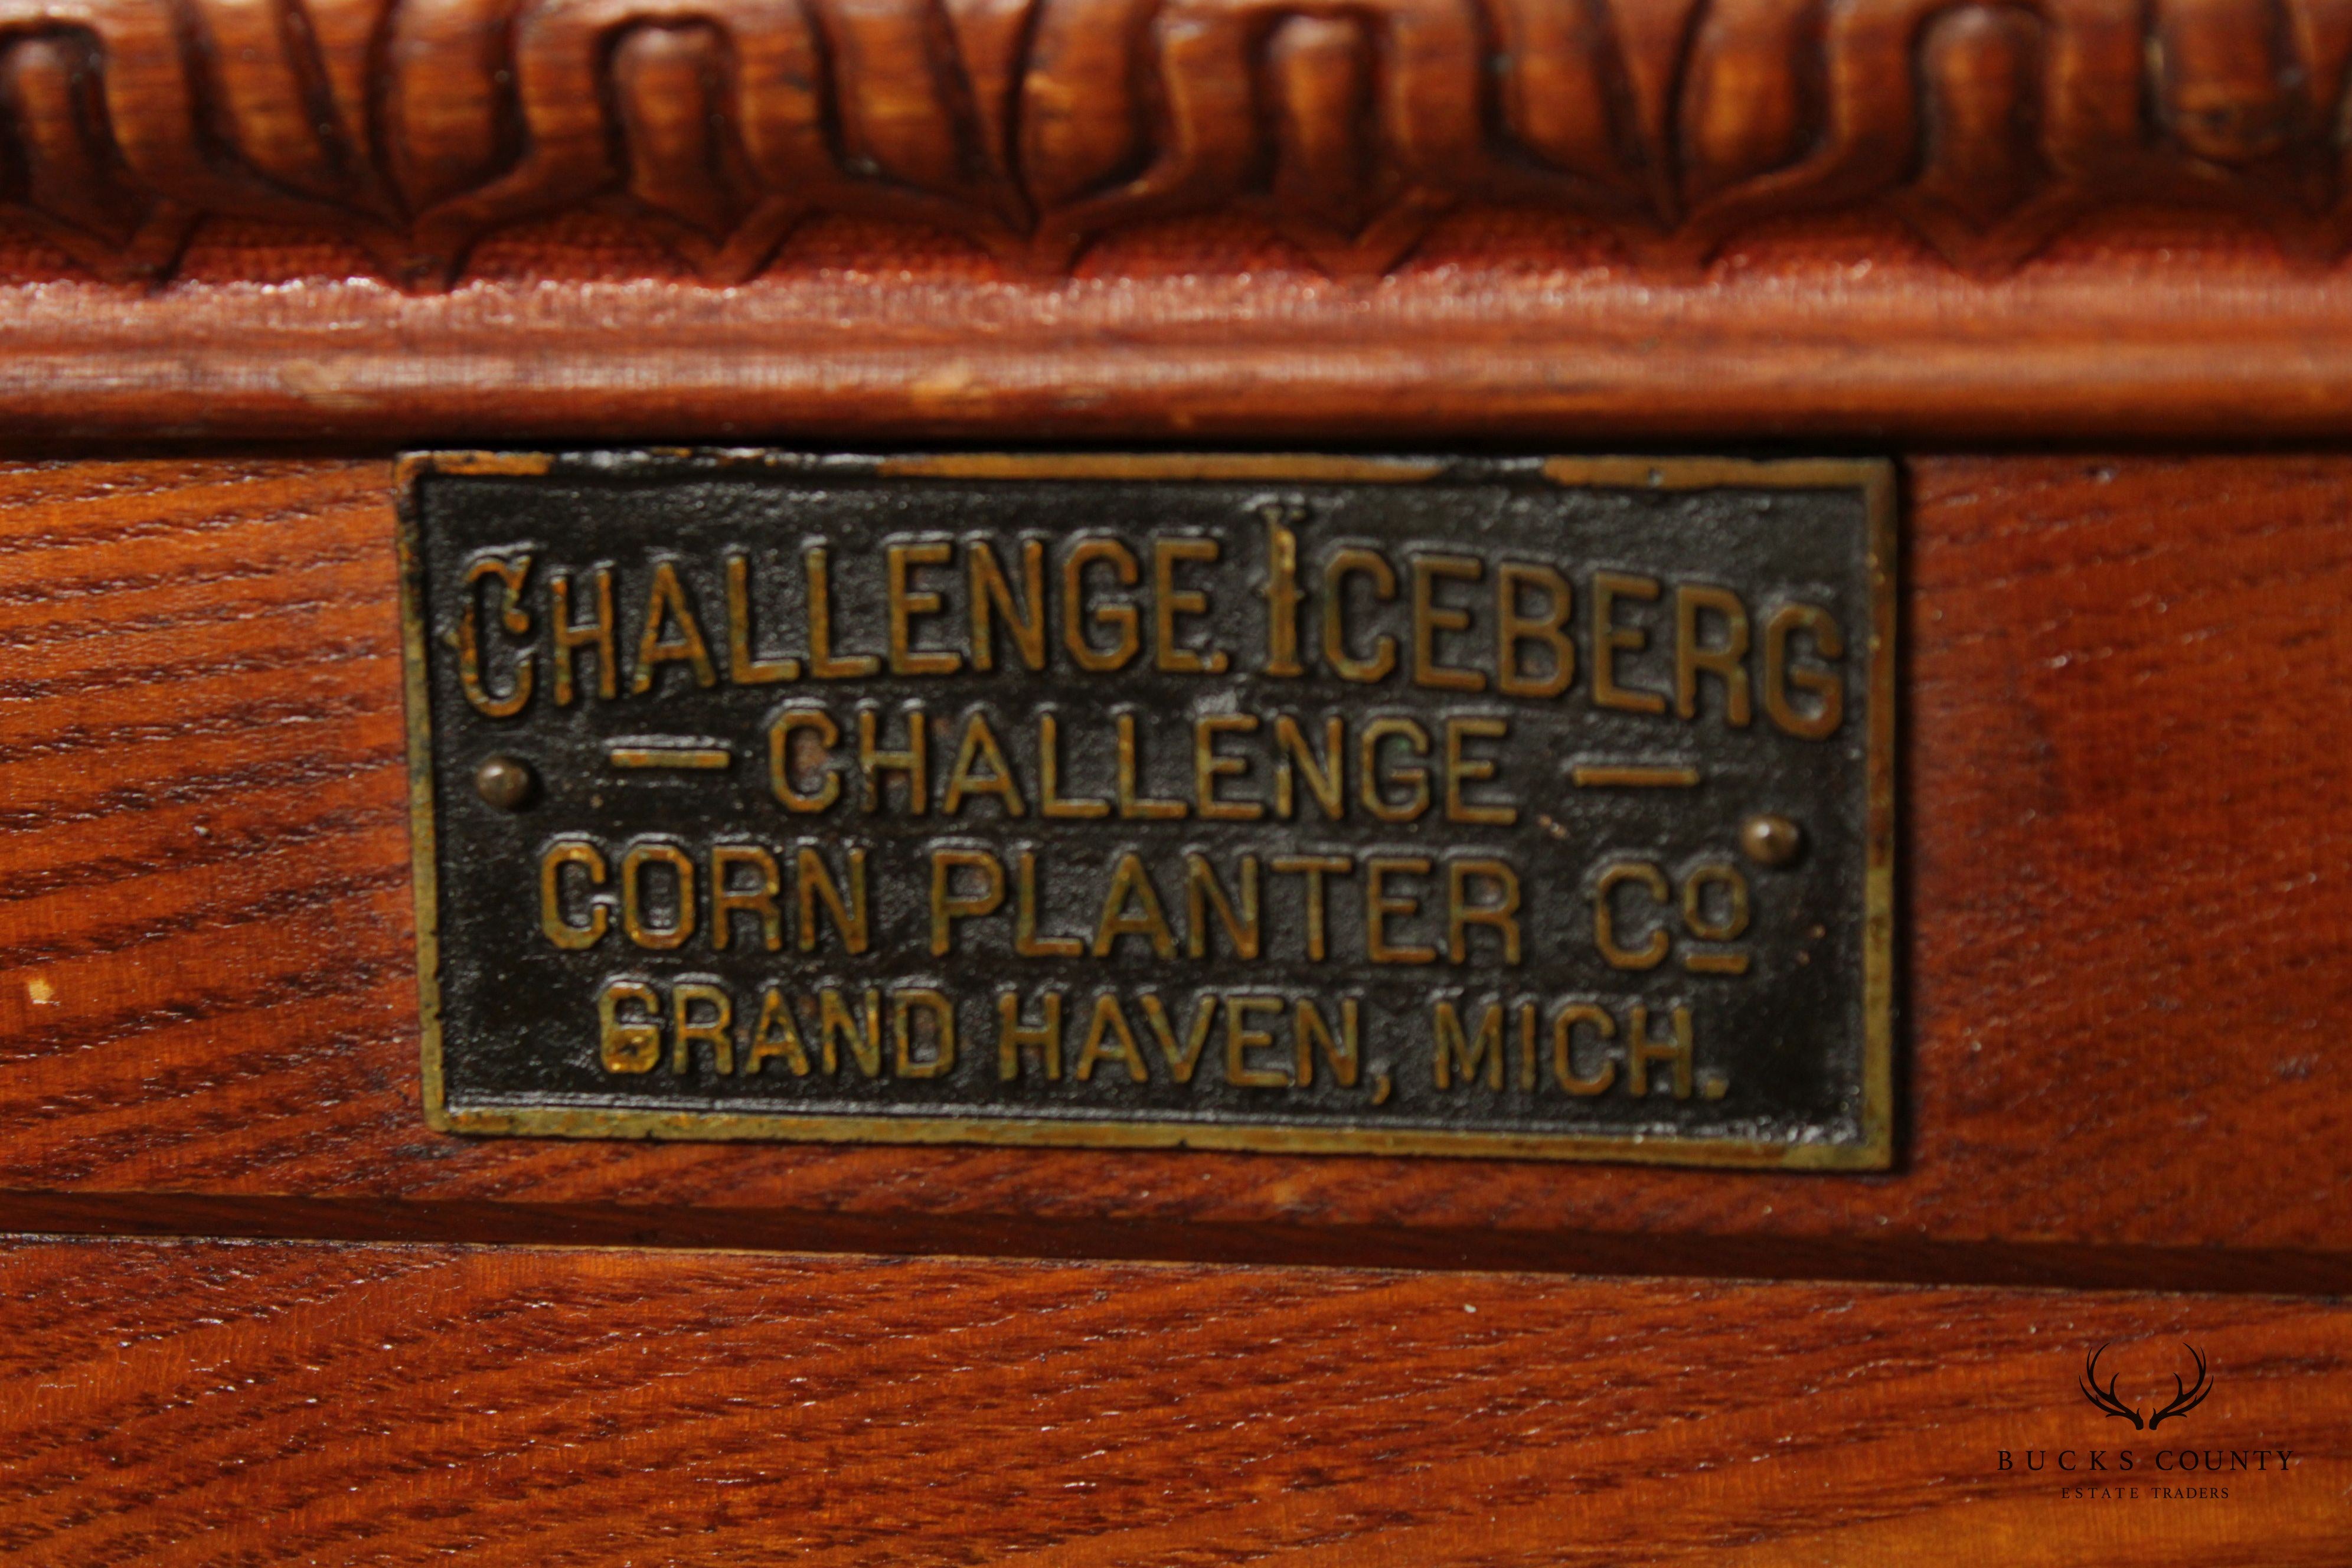 CHALLENGE ICEBERG
— CHALLENGE —
CORN PLANTER Co
GRAND HAVEN, MICH.
BUCKS COUNTY
ESTATE TRADERS